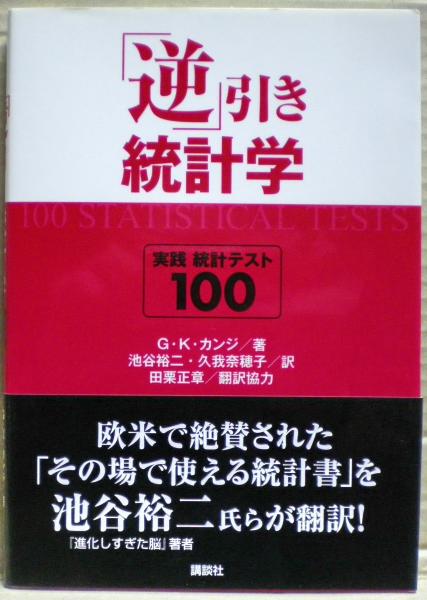 「逆」引き
統計学
100 STATISTICAL TESTS
実践 統計テスト
100
G・K・カンジ／著
池谷裕二・久我奈穂子／訳
田栗正章／翻訳協力
欧米で絶賛された
「その場で使える統計書」を
池谷裕二氏らが翻訳！
『進化しすぎた脳』著者
講談社